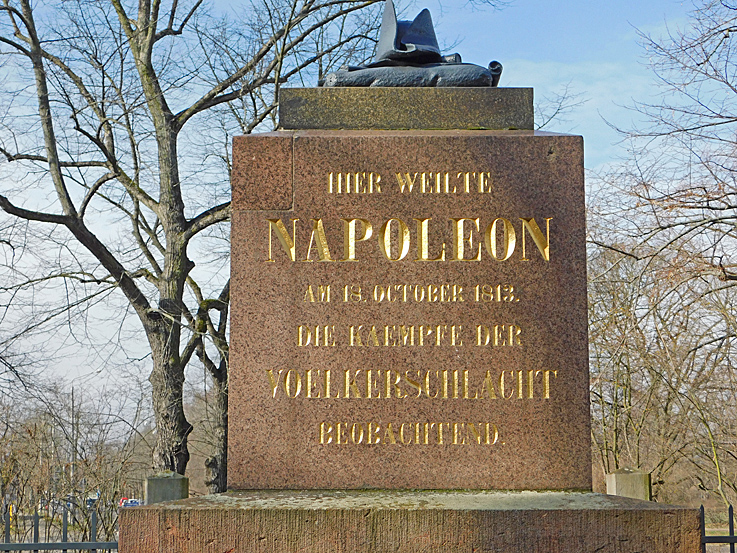 HIER WEILTE
NAPOLEON
AM 18. OCTOBER 1813.
DIE KAEMPFE DER
VOELKERSCHLACHT
BEOBACHTEND.